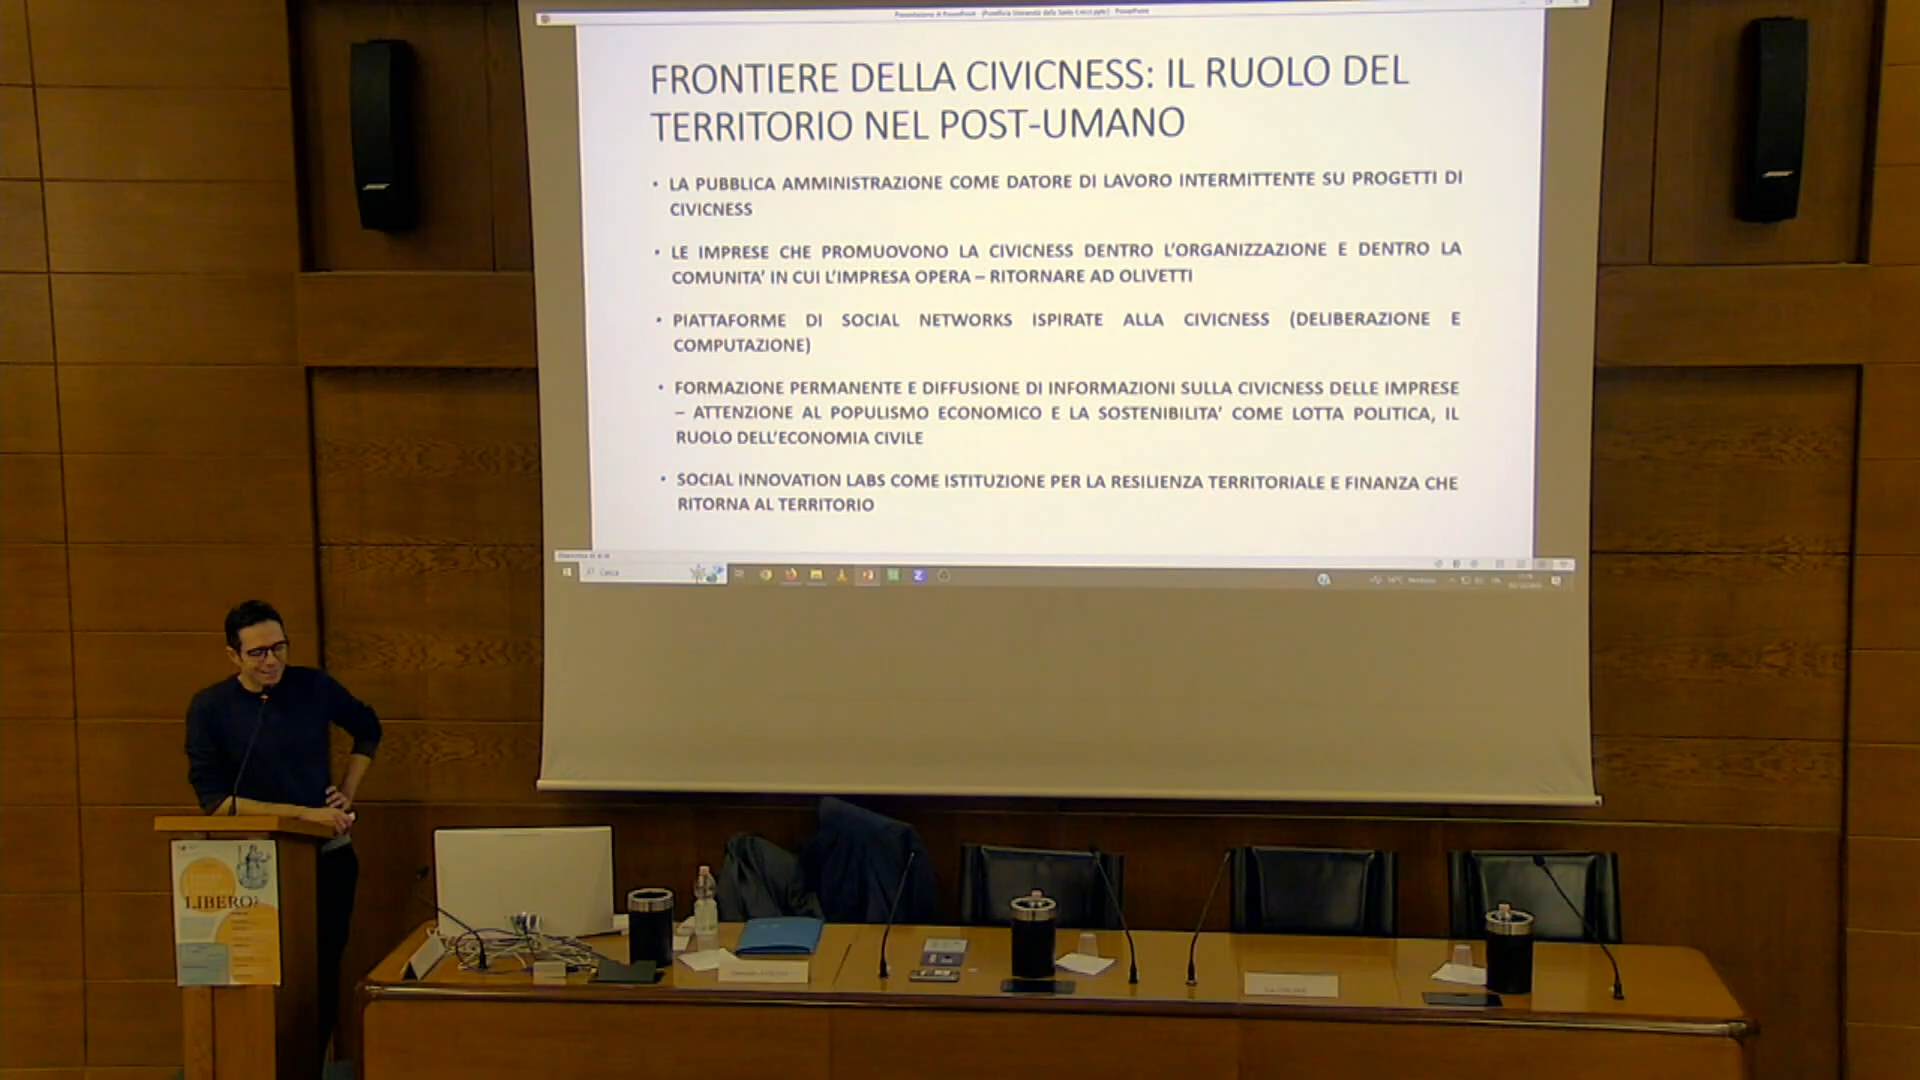 FRONTIERE DELLA CIVICNESS: IL RUOLO DEL
TERRITORIO NEL POST-UMANO
• LA PUBBLICA AMMINISTRAZIONE COME DATORE DI LAVORO INTERMITTENTE SU PROGETTI DI
CIVICNESS
• LE IMPRESE CHE PROMUOVONO LA CIVICNESS DENTRO L'ORGANIZZAZIONE E DENTRO LA
COMUNITA' IN CUI L'IMPRESA OPERA – RITORNARE AD OLIVETTI
• PIATTAFORME DI SOCIAL NETWORKS ISPIRATE ALLA CIVICNESS (DELIBERAZIONE E
COMPUTAZIONE)
• FORMAZIONE PERMANENTE E DIFFUSIONE DI INFORMAZIONI SULLA CIVICNESS DELLE IMPRESE
– ATTENZIONE AL POPULISMO ECONOMICO E LA SOSTENIBILITA' COME LOTTA POLITICA, IL
RUOLO DELL'ECONOMIA CIVILE
• SOCIAL INNOVATION LABS COME ISTITUZIONE PER LA RESILIENZA TERRITORIALE E FINANZA CHE
RITORNA AL TERRITORIO
Cerca
LIBERO?